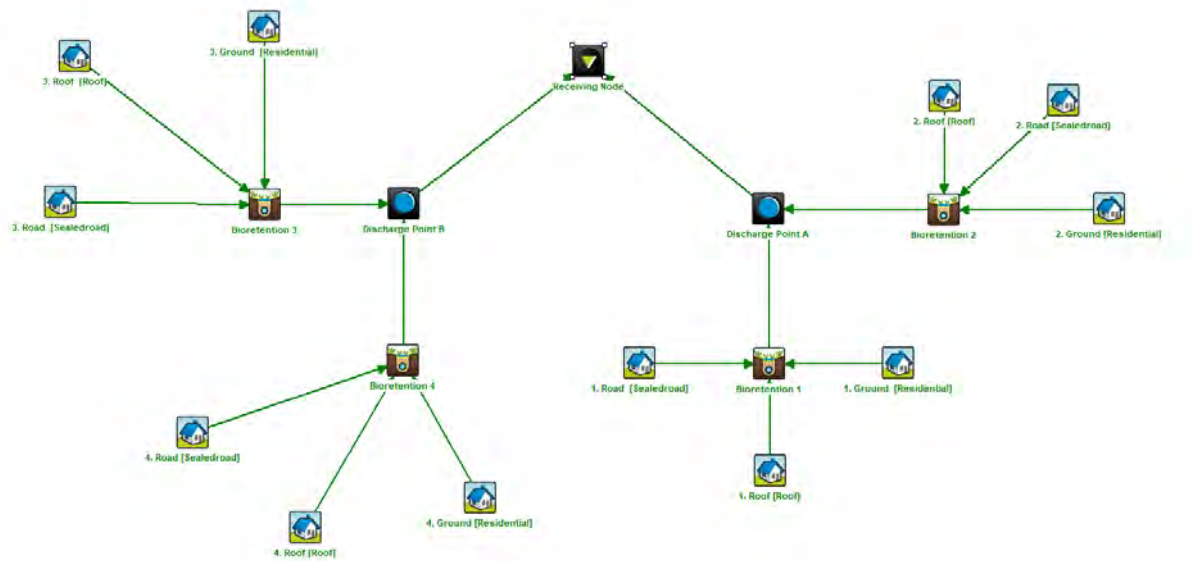 3. Ground [Residential]
3. Roof [Roof]
Receiving Node
2. Roof [Roof]
2. Road [Sealedroad]
3. Road [Sealedroad]
Bioretention 3
Discharge Point B
Discharge Point A
Bioretention 2
2. Ground [Residential]
Bioretention 4
1. Road [Sealedroad]
Bioretention 1
1. Ground [Residential]
4. Road [Sealedroad]
1. Roof [Roof]
4. Ground [Residential]
4. Roof [Roof]